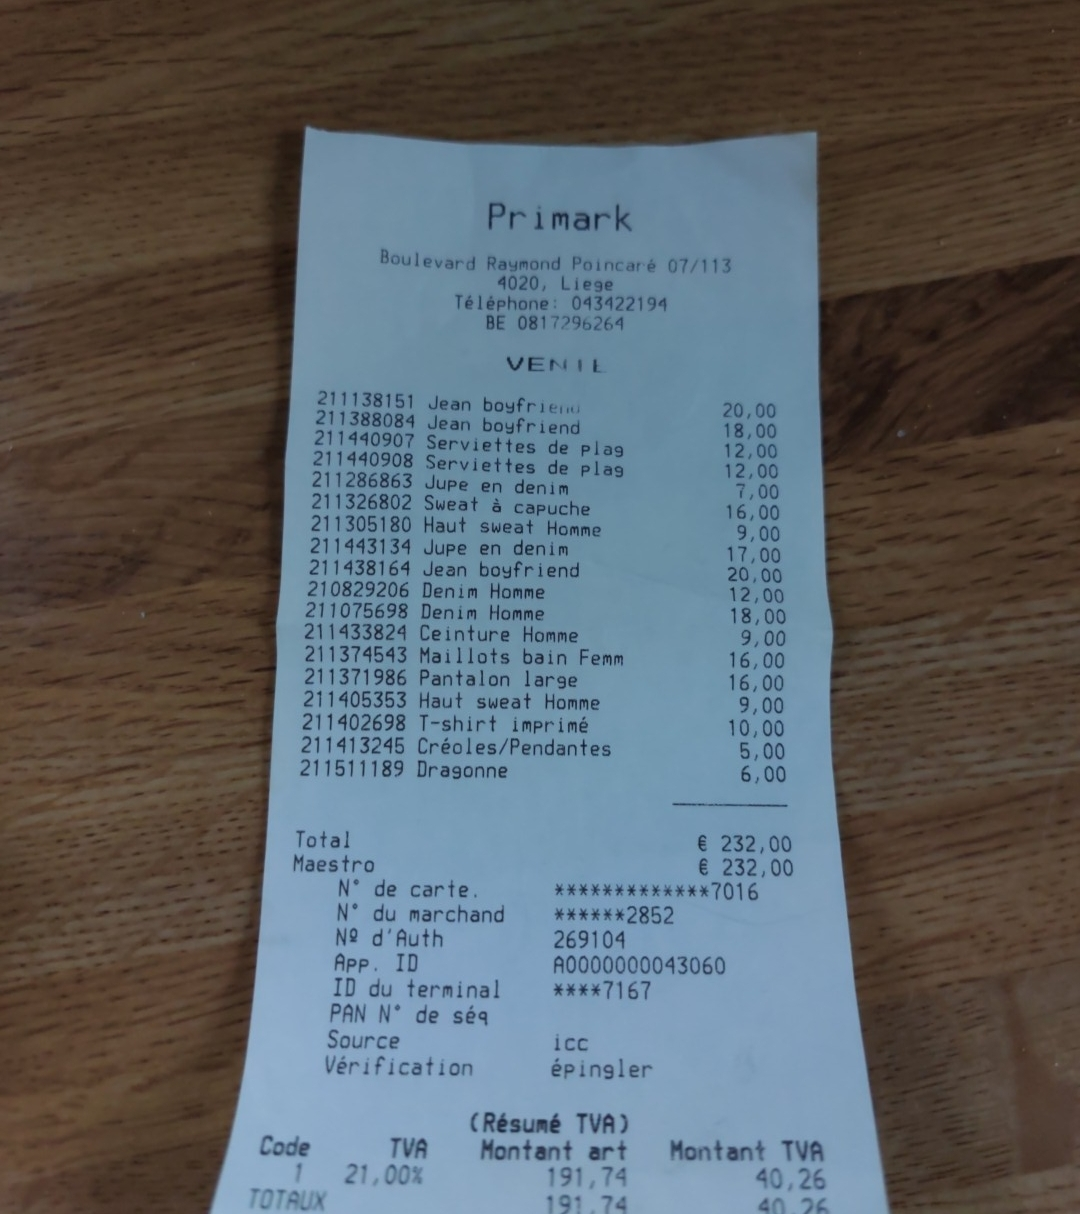 Primark
Boulevard Raymond Poincaré 07/113
4020, Liege
Téléphone: 043422194
BE 0817296264
211138151 Jean boyfriend 20,00
211388084 Jean boyfriend 18,00
211440907 Serviettes de plag 12,00
211440908 Serviettes de plag 12,00
211286863 Jupe en denim 7,00
211326802 Sweat à capuche 16,00
211305180 Haut sweat Homme 9,00
211443134 Jupe en denim 17,00
211438164 Jean boyfriend 20,00
210829206 Denim Homme 12,00
211075698 Denim Homme 18,00
211433824 Ceinture Homme 9,00
211374543 Maillots bain Femm 16,00
211371986 Pantalon large 16,00
211405353 Haut sweat Homme 9,00
211402698 T-shirt imprimé 10,00
211413245 Créoles/Pendantes 5,00
211511189 Dragonne 6,00
Total € 232,00
Maestro € 232,00
N° de carte. *************7016
N° du marchand ******2852
Nº d'Auth 269104
App. ID A0000000043060
ID du terminal ****7167
PAN N° de séq
Source icc
Vérification épingler
(Résumé TVA)
Code TVA Montant art Montant TVA
1 21,00% 191,74 40,26
TOTAUX 191,74 40,26